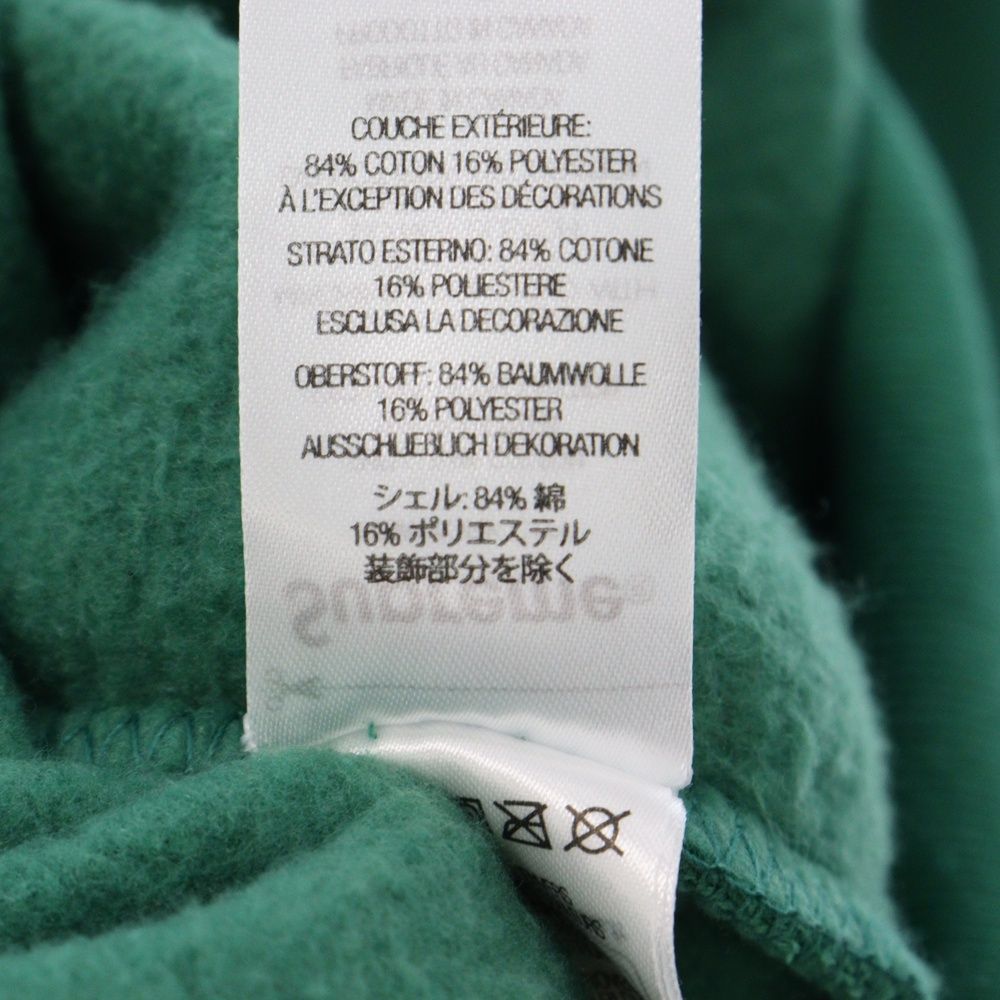 COUCHE EXTÉRIEURE:
84% COTON 16% POLYESTER
À L'EXCEPTION DES DÉCORATIONS
STRATO ESTERNO: 84% COTONE
16% POLIESTERE
ESCLUSA LA DECORAZIONE
OBERSTOFF: 84% BAUMWOLLE
16% POLYESTER
AUSSCHLIEBLICH DEKORATION
シェル: 84% 綿
16% ポリエステル
装飾部分を除く
Supreme